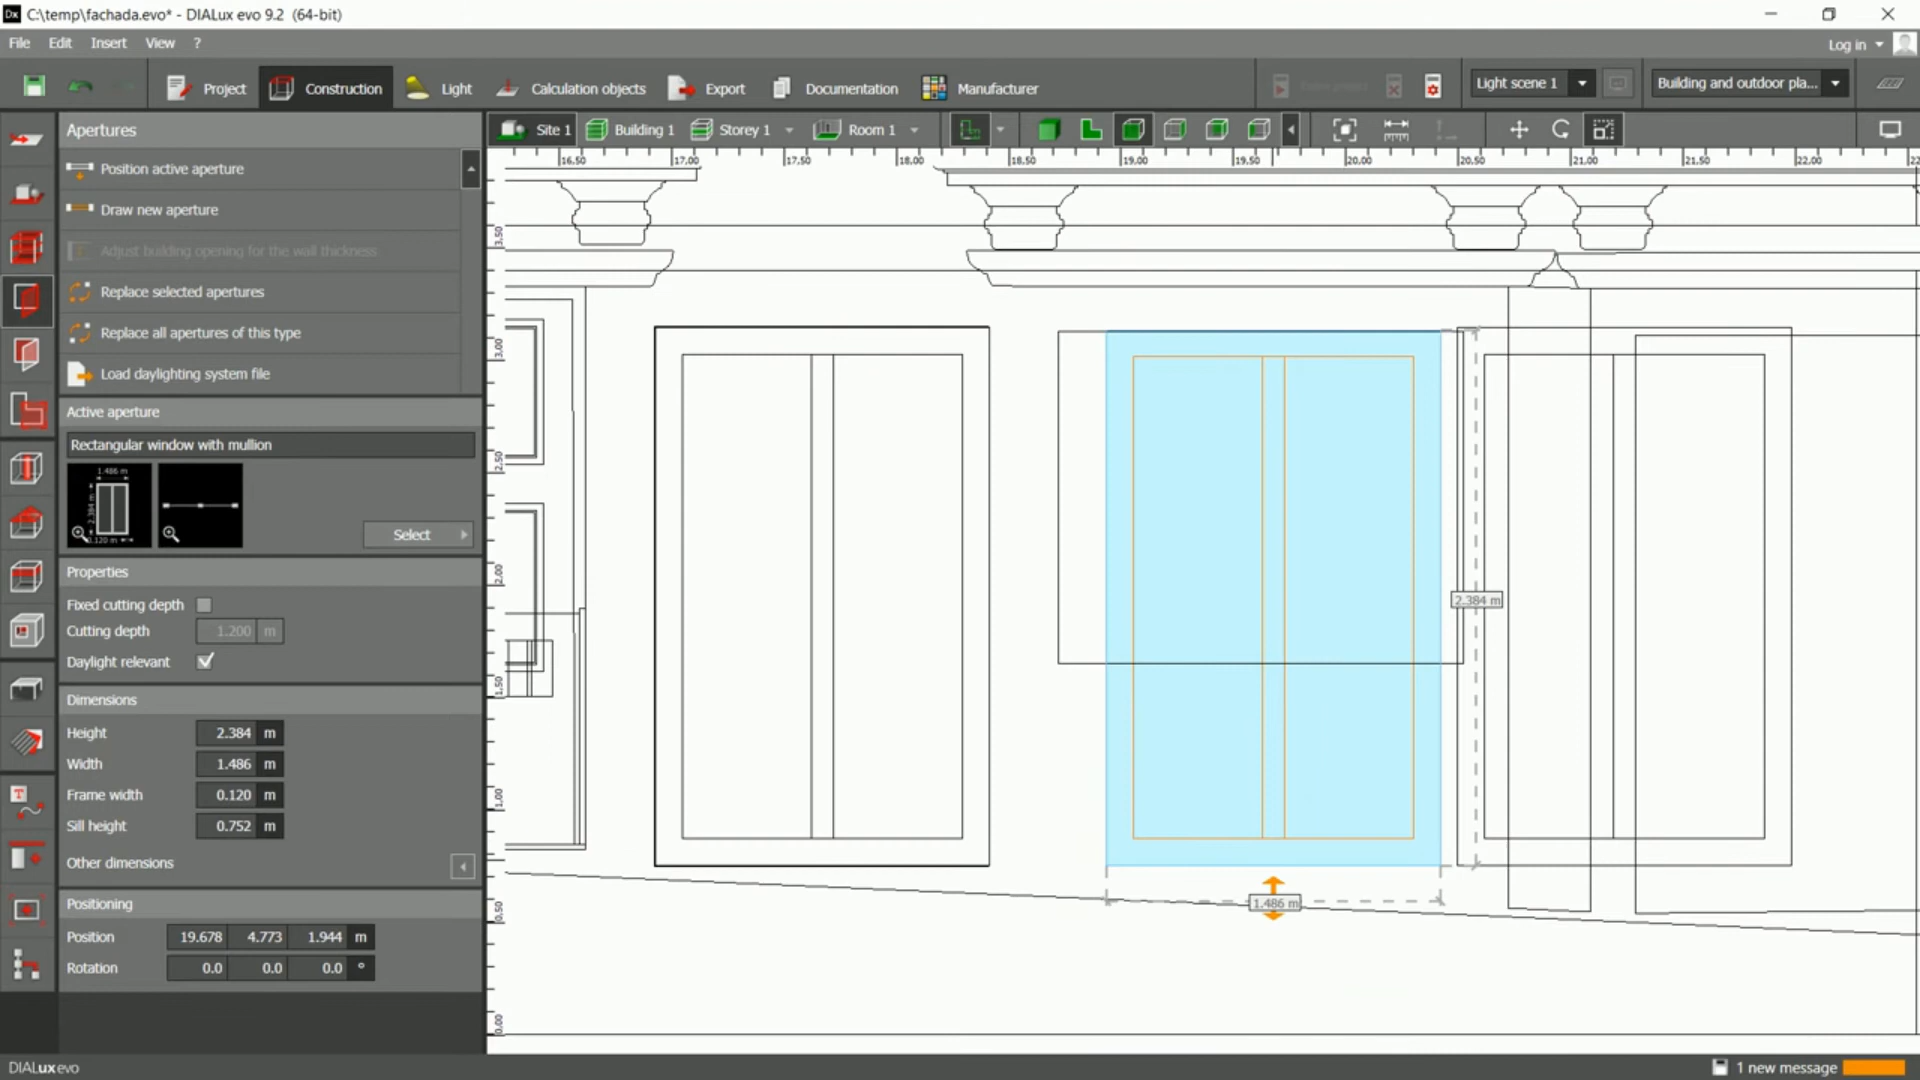 C:\temp\fachada.evo* - DIALux evo 9.2 (64-bit)
File Edit Insert View ?
Log in
Project Construction Light Calculation objects Export Documentation Manufacturer
Light scene 1
Building and outdoor pla...
Apertures
Site 1 Building 1 Storey 1 Room 1
Position active aperture
Draw new aperture
Adjust building opening for the wall thickness
Replace selected apertures
Replace all apertures of this type
Load daylighting system file
Active aperture
Rectangular window with mullion
1.486 m
2.384 m
0.120 m
Select
Properties
Fixed cutting depth
Cutting depth 1.200 m
Daylight relevant
Dimensions
Height 2.384 m
Width 1.486 m
Frame width 0.120 m
Sill height 0.752 m
Other dimensions
Positioning
Position 19.678 4.773 1.944 m
Rotation 0.0 0.0 0.0 °
16.50 17.00 17.50 18.00 18.50 19.00 19.50 20.00 20.50 21.00 21.50 22.00
3.50
3.00
2.50
2.00
1.50
1.00
0.50
0.00
2.384 m
1.486 m
DIALux evo
1 new message